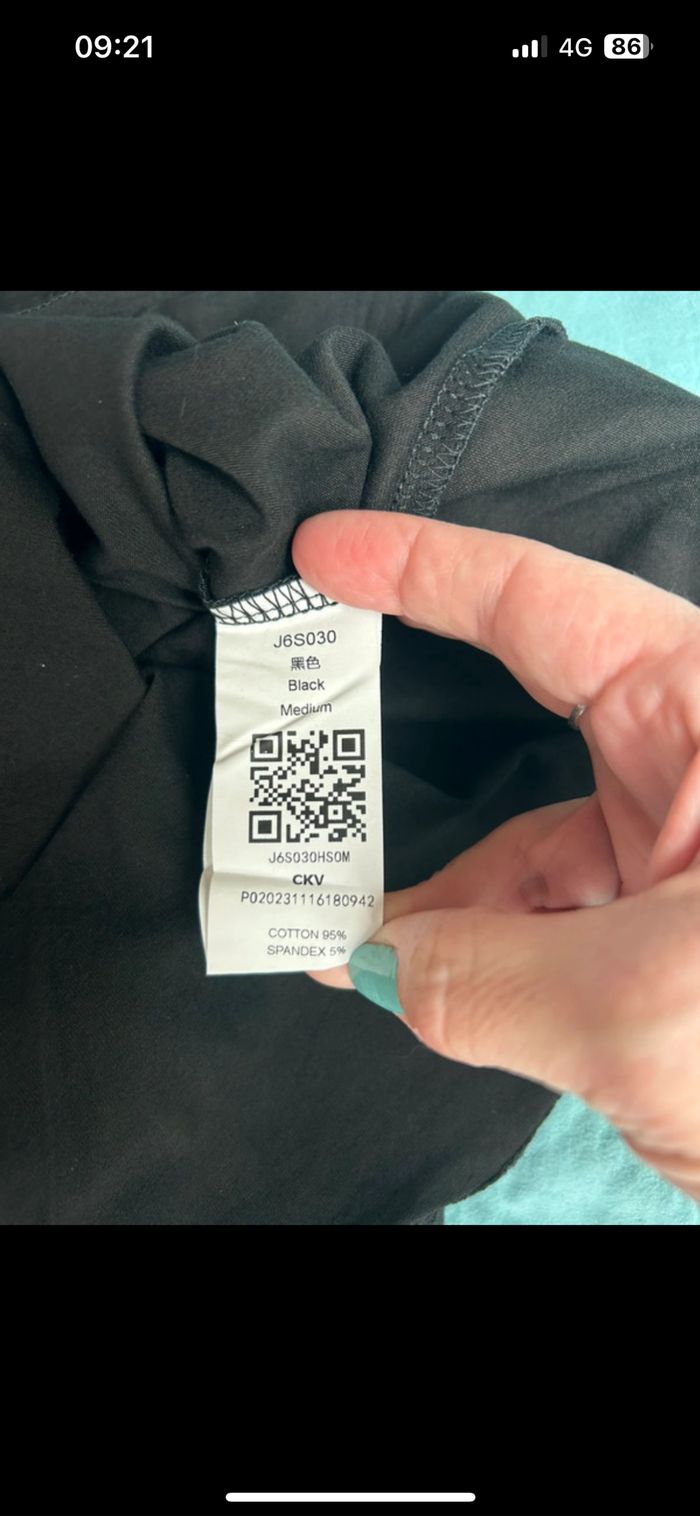 09:21
4G 86
J6S030
黑色
Black
Medium
J6S030HS0M
CKV
P020231116180942
COTTON 95%
SPANDEX 5%